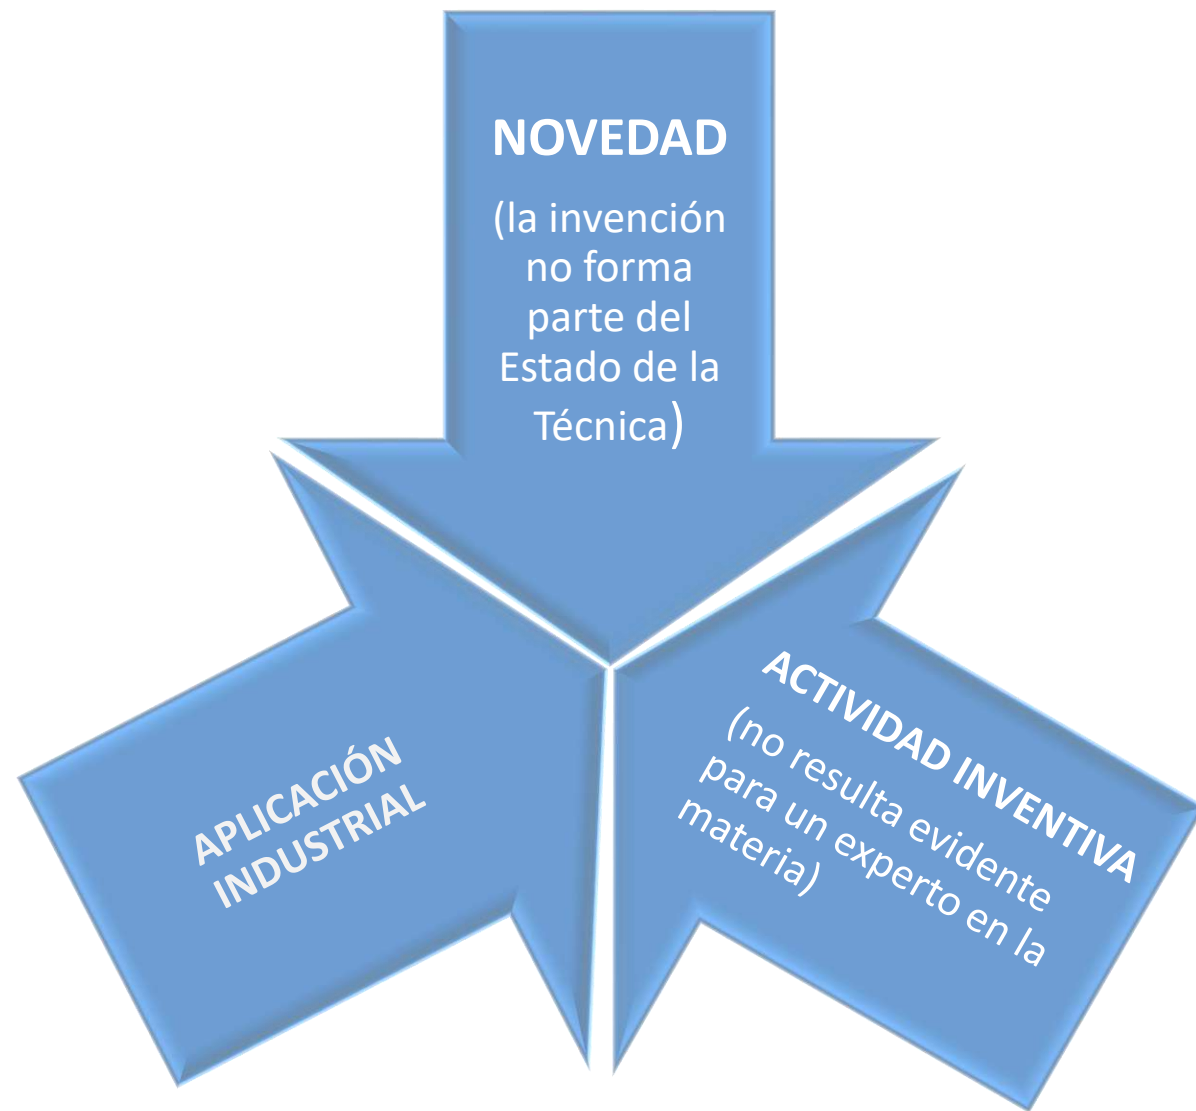 NOVEDAD
(la invención
no forma
parte del
Estado de la
Técnica)
APLICACIÓN
INDUSTRIAL
ACTIVIDAD INVENTIVA
(no resulta evidente
para un experto en la
materia)